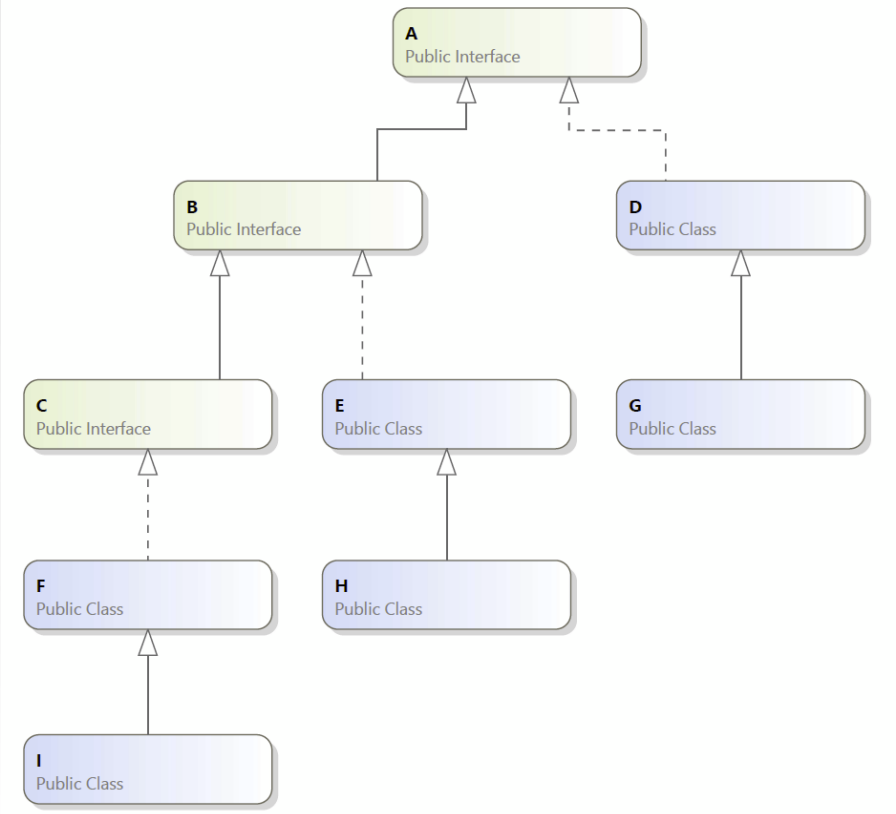 A
Public Interface
B
Public Interface
D
Public Class
C
Public Interface
E
Public Class
G
Public Class
F
Public Class
H
Public Class
I
Public Class